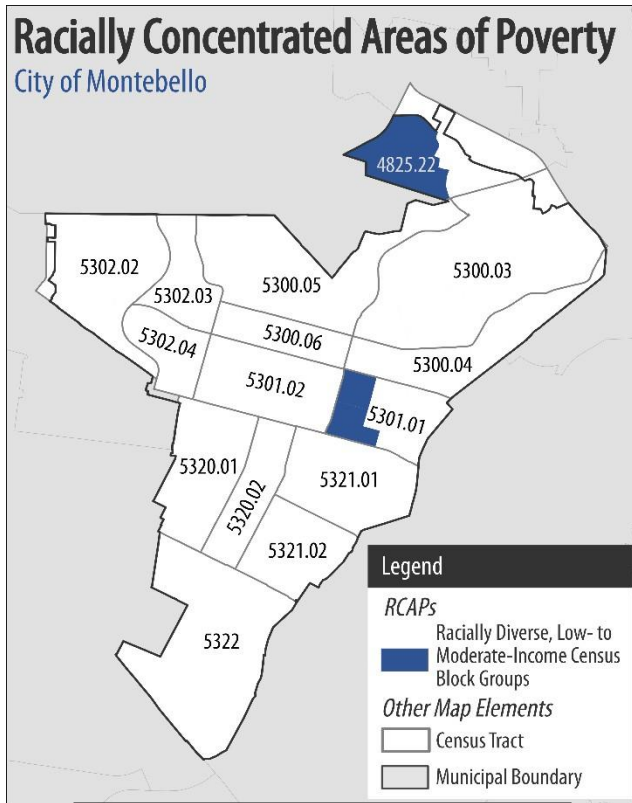 Racially Concentrated Areas of Poverty
City of Montebello
4825.22
5302.02
5302.03
5300.05
5300.03
5302.04
5300.06
5300.04
5301.02
5301.01
5320.01
5320.02
5321.01
5321.02
5322
Legend
RCAPs
Racially Diverse, Low- to
Moderate-Income Census
Block Groups
Other Map Elements
Census Tract
Municipal Boundary